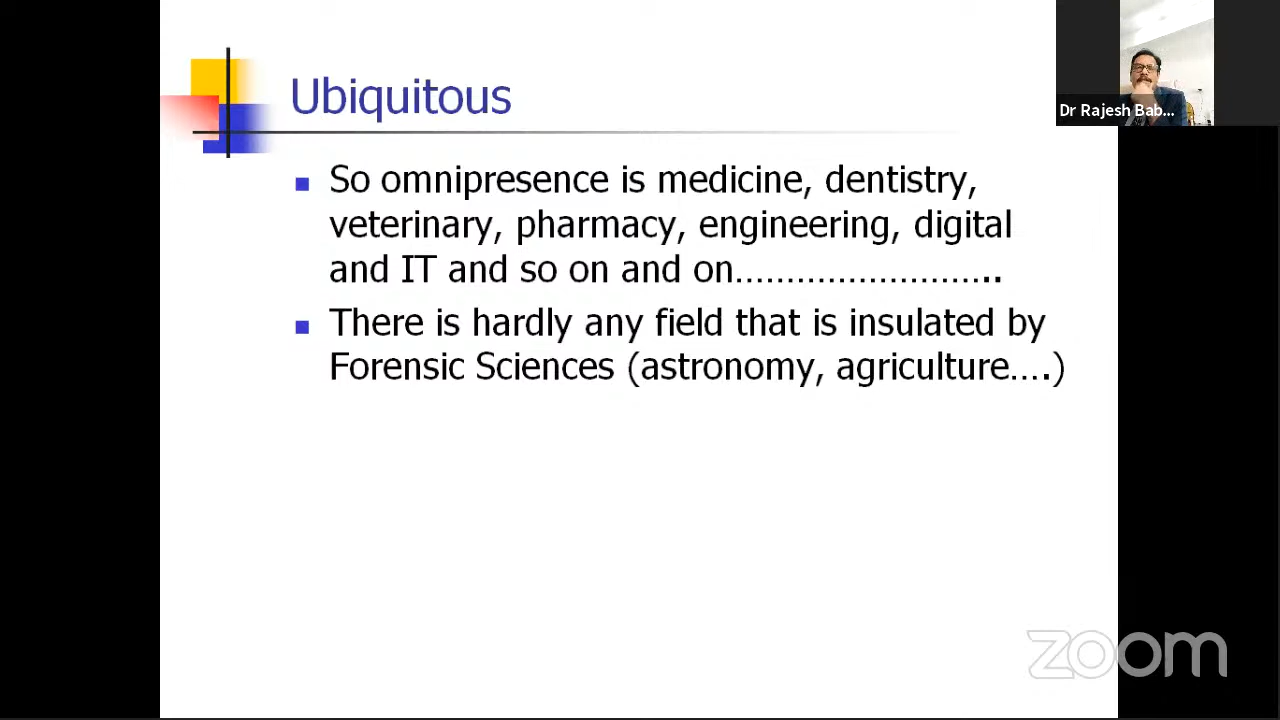 Ubiquitous
So omnipresence is medicine, dentistry,
veterinary, pharmacy, engineering, digital
and IT and so on and on……………………..
There is hardly any field that is insulated by
Forensic Sciences (astronomy, agriculture….)
Dr Rajesh Bab...
zoom